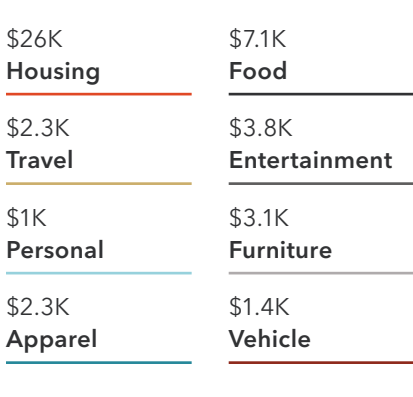 $26K
Housing
$7.1K
Food
$2.3K
Travel
$3.8K
Entertainment
$1K
Personal
$3.1K
Furniture
$2.3K
Apparel
$1.4K
Vehicle